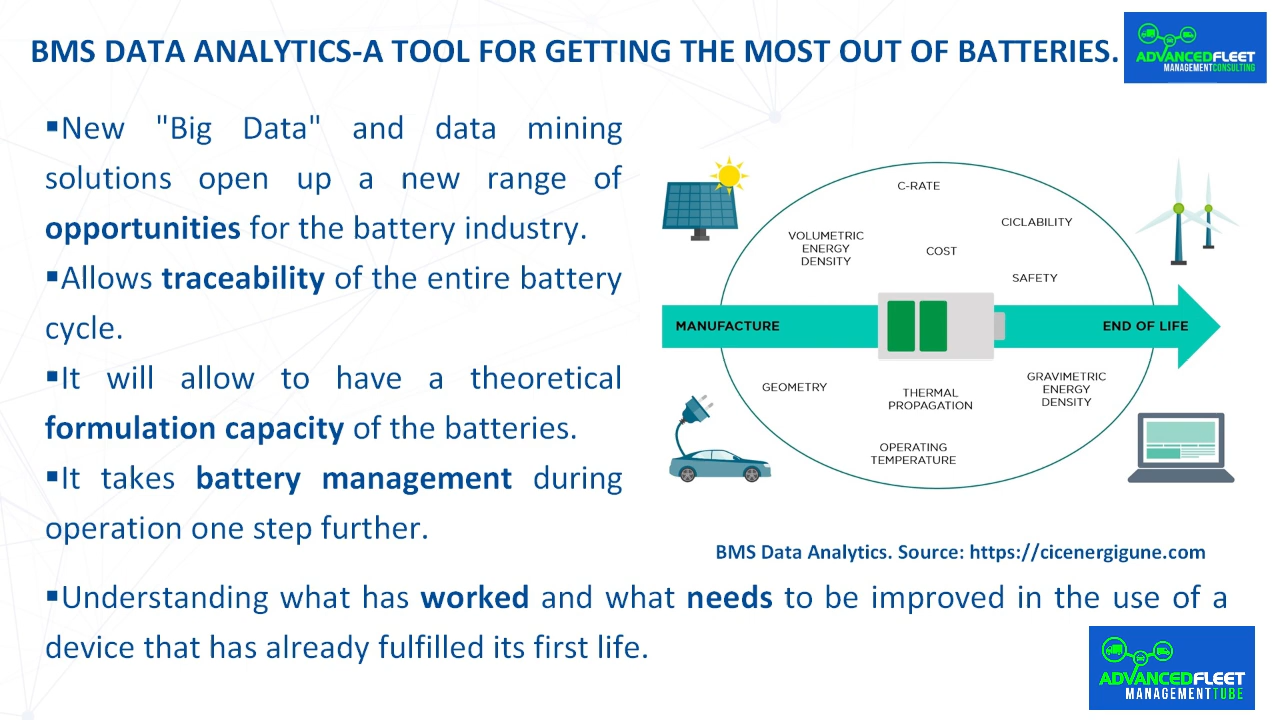 BMS DATA ANALYTICS-A TOOL FOR GETTING THE MOST OUT OF BATTERIES.
ADVANCEDFLEET
MANAGEMENTCONSULTING
▪New "Big Data" and data mining
solutions open up a new range of
opportunities for the battery industry.
▪Allows traceability of the entire battery
cycle.
▪It will allow to have a theoretical
formulation capacity of the batteries.
▪It takes battery management during
operation one step further.
C-RATE
CICLABILITY
VOLUMETRIC
ENERGY
DENSITY
COST
SAFETY
MANUFACTURE
END OF LIFE
GEOMETRY
THERMAL
PROPAGATION
GRAVIMETRIC
ENERGY
DENSITY
OPERATING
TEMPERATURE
BMS Data Analytics. Source: https://cicenergigune.com
▪Understanding what has worked and what needs to be improved in the use of a
device that has already fulfilled its first life.
ADVANCEDFLEET
MANAGEMENTTUBE